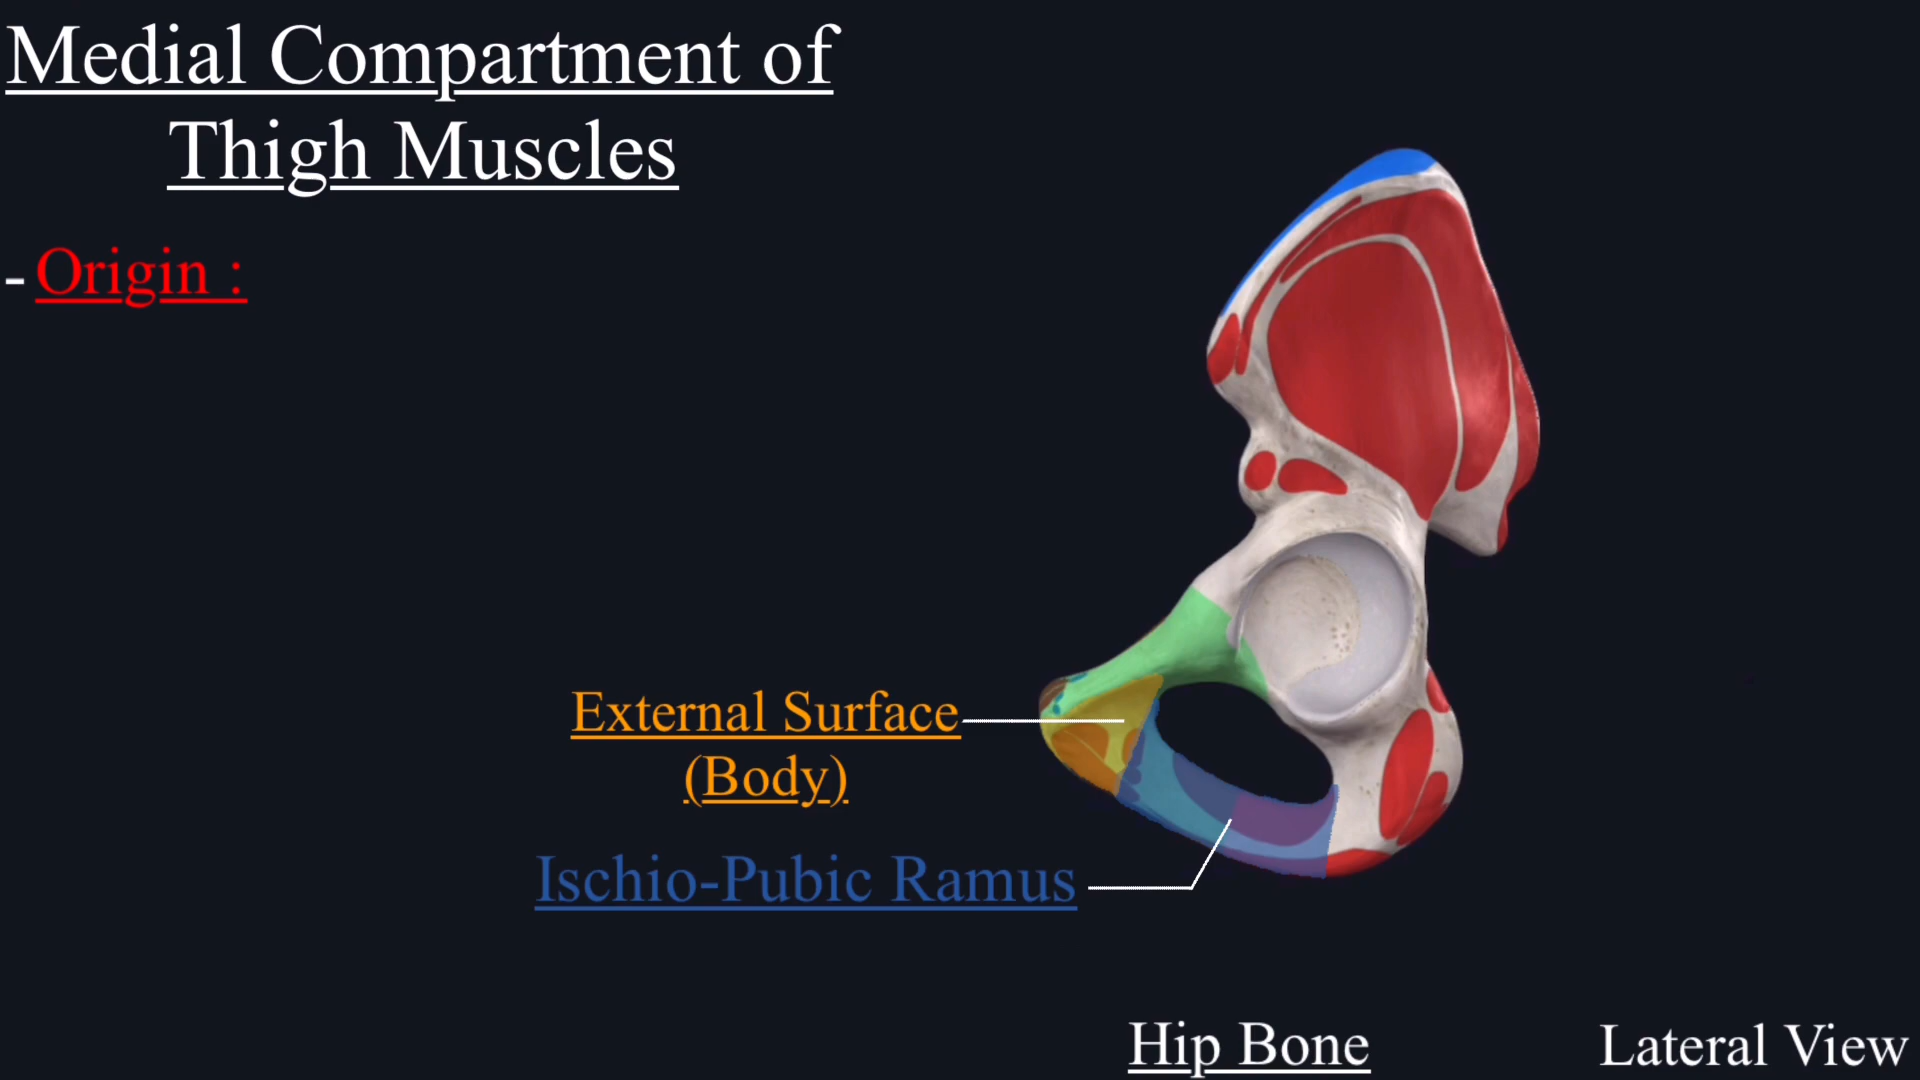 Medial Compartment of
Thigh Muscles
- Origin :
External Surface
(Body)
Ischio-Pubic Ramus
Hip Bone
Lateral View